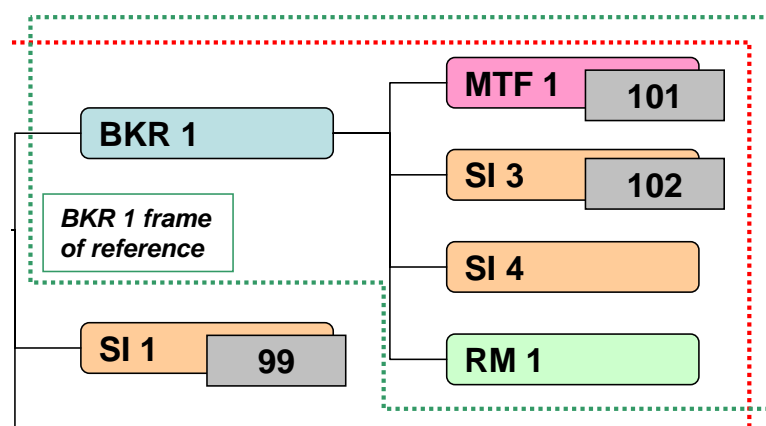 MTF 1
101
BKR 1
SI 3
102
BKR 1 frame
of reference
SI 4
SI 1
99
RM 1